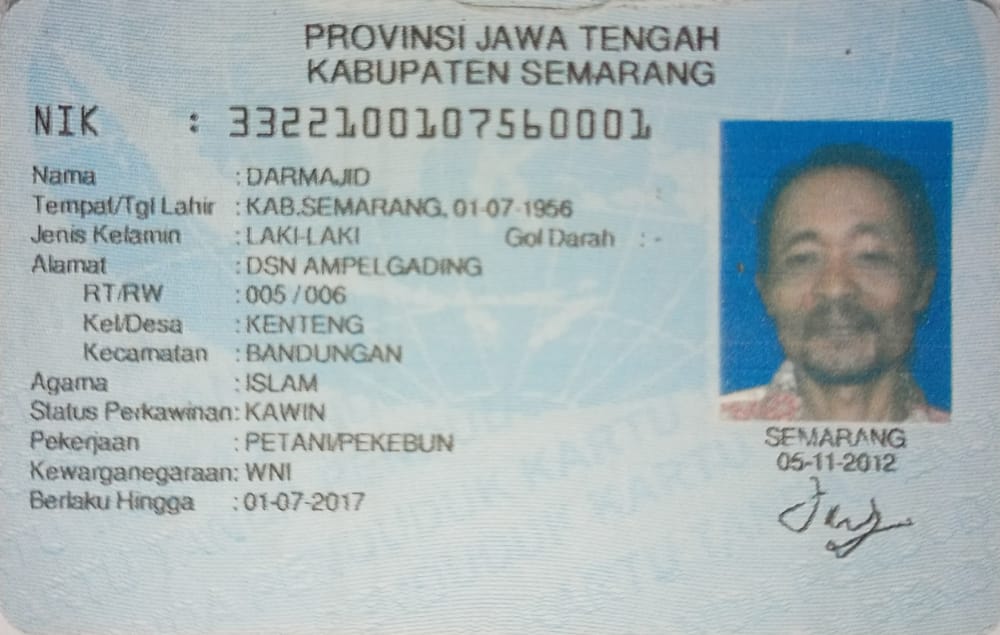 PROVINSI JAWA TENGAH
KABUPATEN SEMARANG
NIK : 3322100107560001
Nama : DARMAJID
Tempat/Tgl Lahir : KAB.SEMARANG, 01-07-1956
Jenis Kelamin : LAKI-LAKI Gol Darah : -
Alamat : DSN AMPELGADING
RT/RW : 005 / 006
Kel/Desa : KENTENG
Kecamatan : BANDUNGAN
Agama : ISLAM
Status Perkawinan: KAWIN
Pekerjaan : PETANI/PEKEBUN
Kewarganegaraan: WNI
Berlaku Hingga : 01-07-2017
SEMARANG
05-11-2012